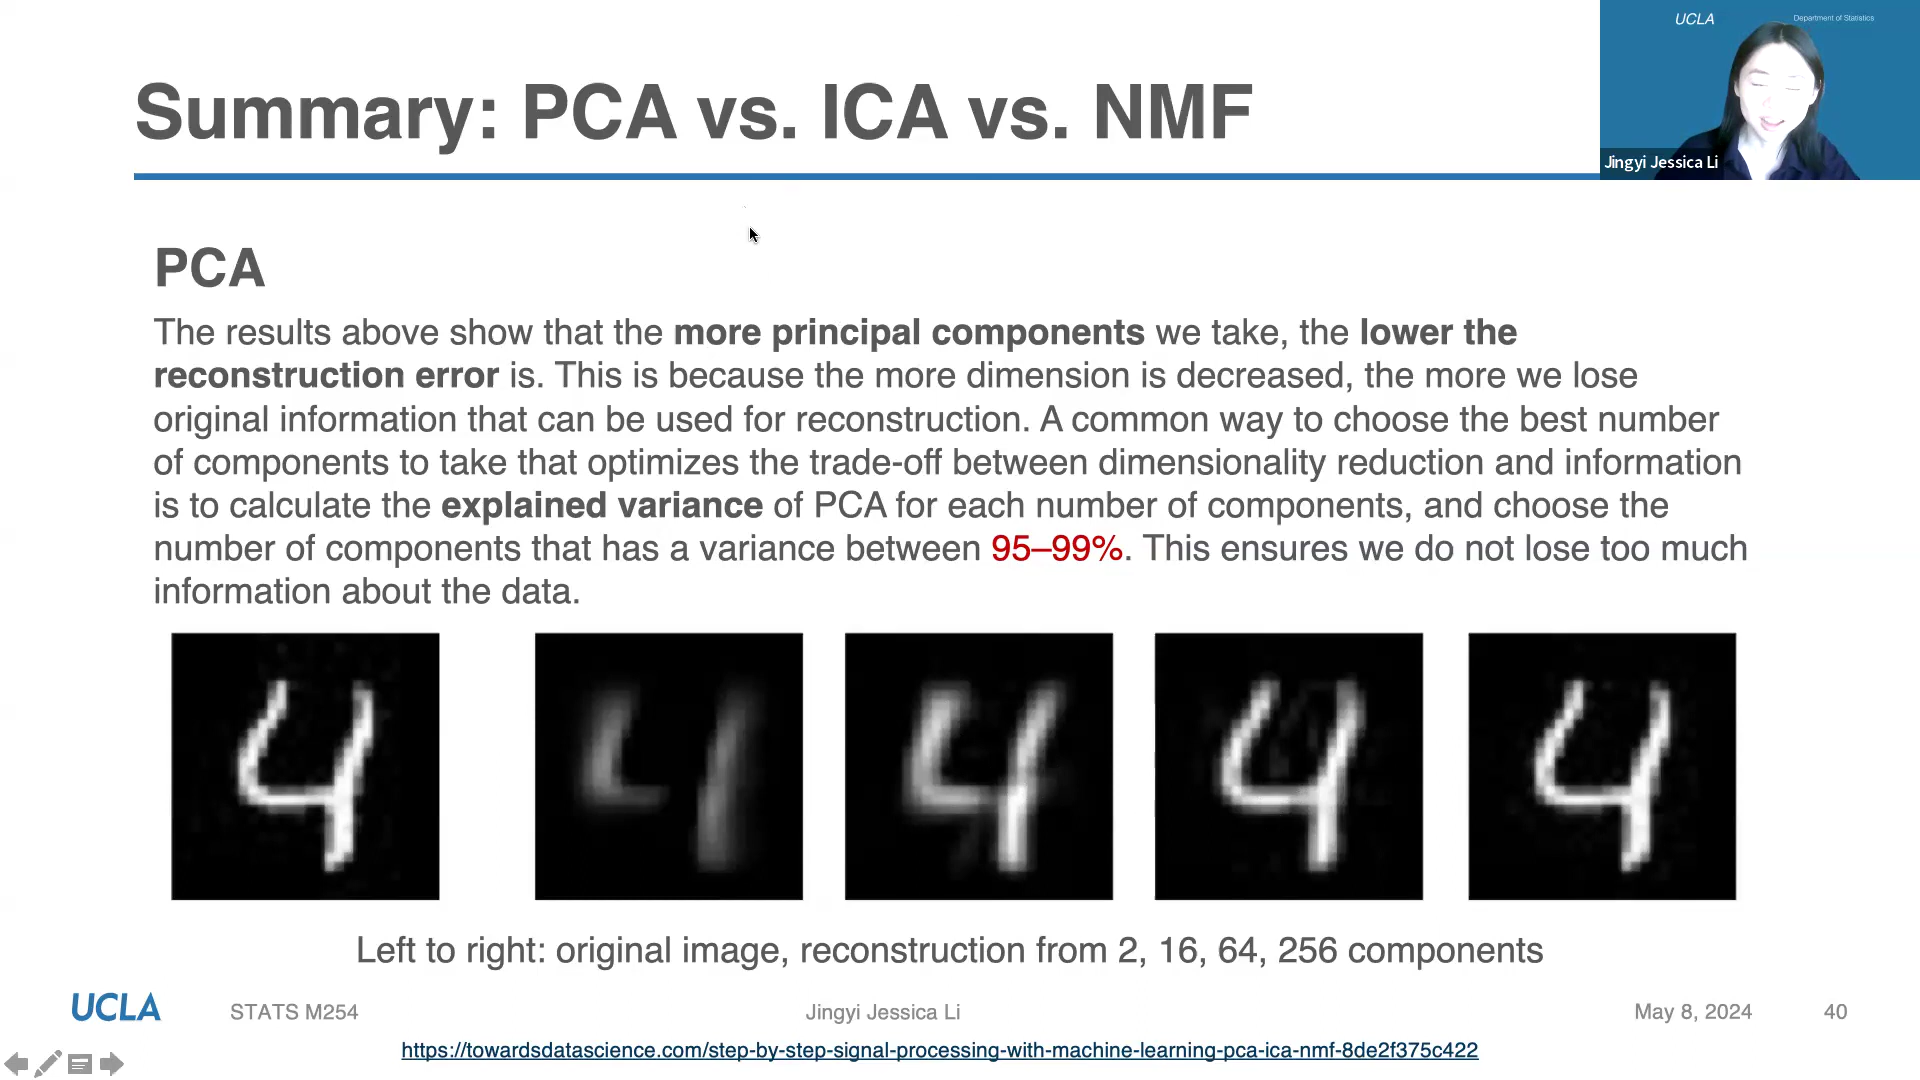 Summary: PCA vs. ICA vs. NMF
UCLA
Department of Statistics
Jingyi Jessica Li
PCA
The results above show that the more principal components we take, the lower the
reconstruction error is. This is because the more dimension is decreased, the more we lose
original information that can be used for reconstruction. A common way to choose the best number
of components to take that optimizes the trade-off between dimensionality reduction and information
is to calculate the explained variance of PCA for each number of components, and choose the
number of components that has a variance between 95–99%. This ensures we do not lose too much
information about the data.
Left to right: original image, reconstruction from 2, 16, 64, 256 components
UCLA
STATS M254
Jingyi Jessica Li
May 8, 2024
40
https://towardsdatascience.com/step-by-step-signal-processing-with-machine-learning-pca-ica-nmf-8de2f375c422
4
4
4
4
4